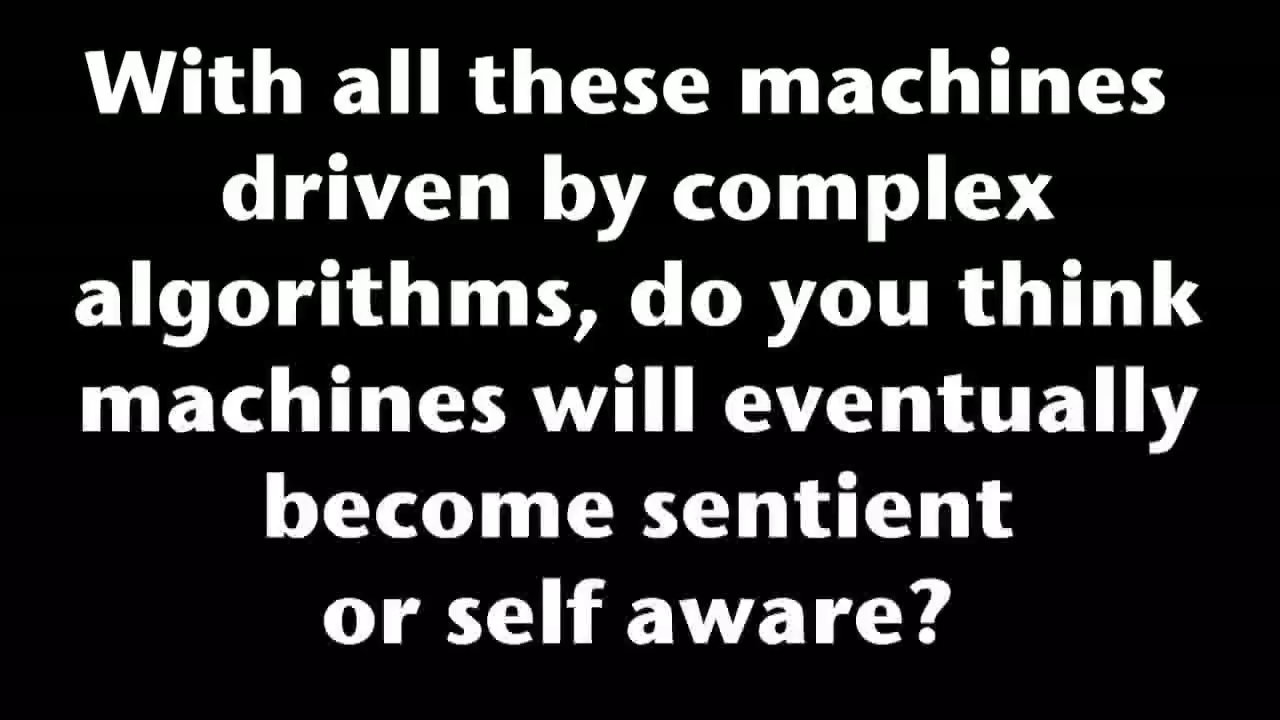 With all these machines
driven by complex
algorithms, do you think
machines will eventually
become sentient
or self aware?